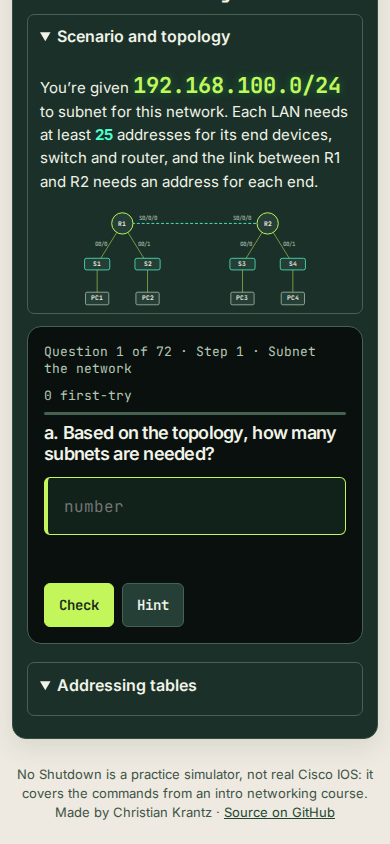 ▼ Scenario and topology
You're given 192.168.100.0/24
to subnet for this network. Each LAN needs
at least 25 addresses for its end devices,
switch and router, and the link between R1
and R2 needs an address for each end.
R1 S0/0/0 S0/0/0 R2
G0/0 G0/1 G0/0 G0/1
S1 S2 S3 S4
PC1 PC2 PC3 PC4
Question 1 of 72 · Step 1 · Subnet
the network
0 first-try
a. Based on the topology, how many
subnets are needed?
number
Check Hint
▼ Addressing tables
No Shutdown is a practice simulator, not real Cisco IOS: it
covers the commands from an intro networking course.
Made by Christian Krantz · Source on GitHub